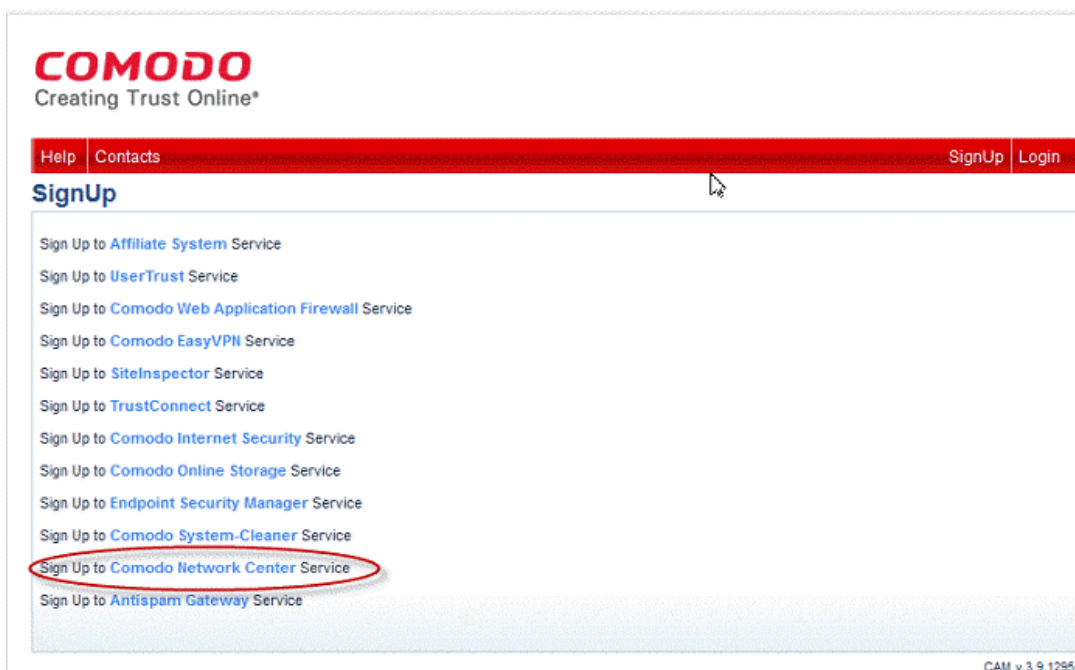 COMODO
Creating Trust Online®
Help Contacts SignUp Login
SignUp
Sign Up to Affiliate System Service
Sign Up to UserTrust Service
Sign Up to Comodo Web Application Firewall Service
Sign Up to Comodo EasyVPN Service
Sign Up to SiteInspector Service
Sign Up to TrustConnect Service
Sign Up to Comodo Internet Security Service
Sign Up to Comodo Online Storage Service
Sign Up to Endpoint Security Manager Service
Sign Up to Comodo System-Cleaner Service
Sign Up to Comodo Network Center Service
Sign Up to Antispam Gateway Service
CAM v 3.9.1295